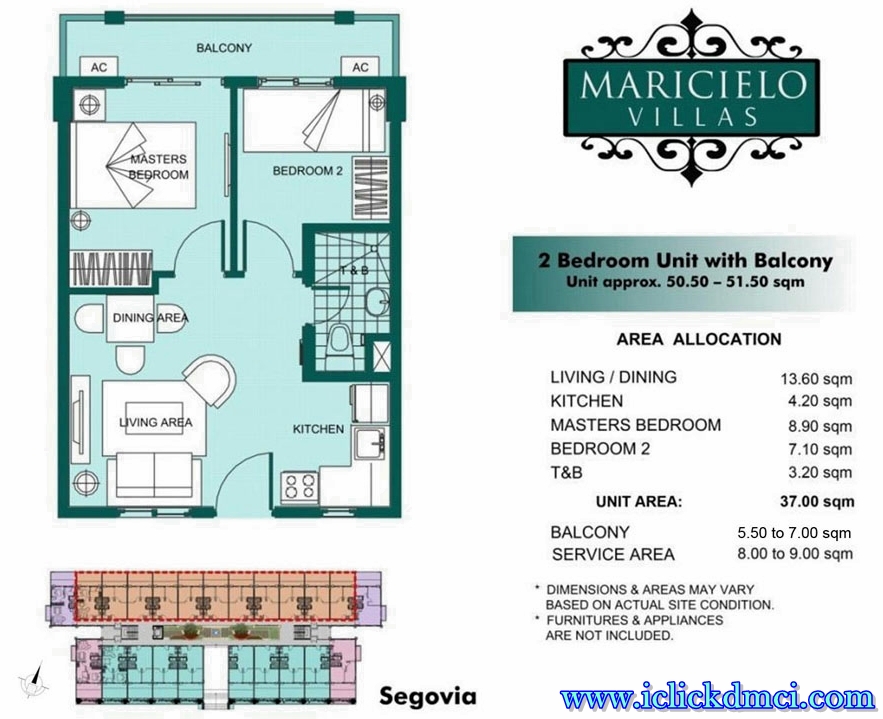 BALCONY
AC
AC
MASTERS
BEDROOM
BEDROOM 2
T & B
DINING AREA
LIVING AREA
KITCHEN
MARICIELO
VILLAS
2 Bedroom Unit with Balcony
Unit approx. 50.50 – 51.50 sqm
AREA ALLOCATION
LIVING / DINING 13.60 sqm
KITCHEN 4.20 sqm
MASTERS BEDROOM 8.90 sqm
BEDROOM 2 7.10 sqm
T&B 3.20 sqm
UNIT AREA: 37.00 sqm
BALCONY 5.50 to 7.00 sqm
SERVICE AREA 8.00 to 9.00 sqm
* DIMENSIONS & AREAS MAY VARY
BASED ON ACTUAL SITE CONDITION.
* FURNITURES & APPLIANCES
ARE NOT INCLUDED.
Segovia
www.iclickdmci.com